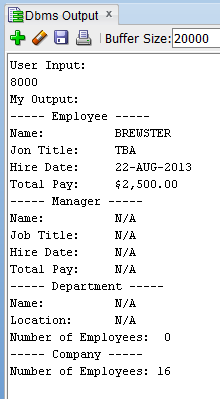 Dbms Output x
Buffer Size: 20000
User Input:
8000
My Output:
----- Employee -----
Name: BREWSTER
Jon Title: TBA
Hire Date: 22-AUG-2013
Total Pay: $2,500.00
----- Manager -----
Name: N/A
Job Title: N/A
Hire Date: N/A
Total Pay: N/A
----- Department -----
Name: N/A
Location: N/A
Number of Employees: 0
----- Company -----
Number of Employees: 16